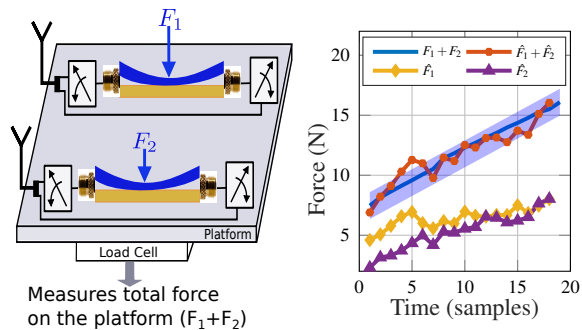 F₁
F₂
Platform
Load Cell
Measures total force
on the platform (F₁+F₂)
F₁ + F₂
F̂₁ + F̂₂
F̂₁
F̂₂
20
15
10
5
0
5
10
15
20
Force (N)
Time (samples)